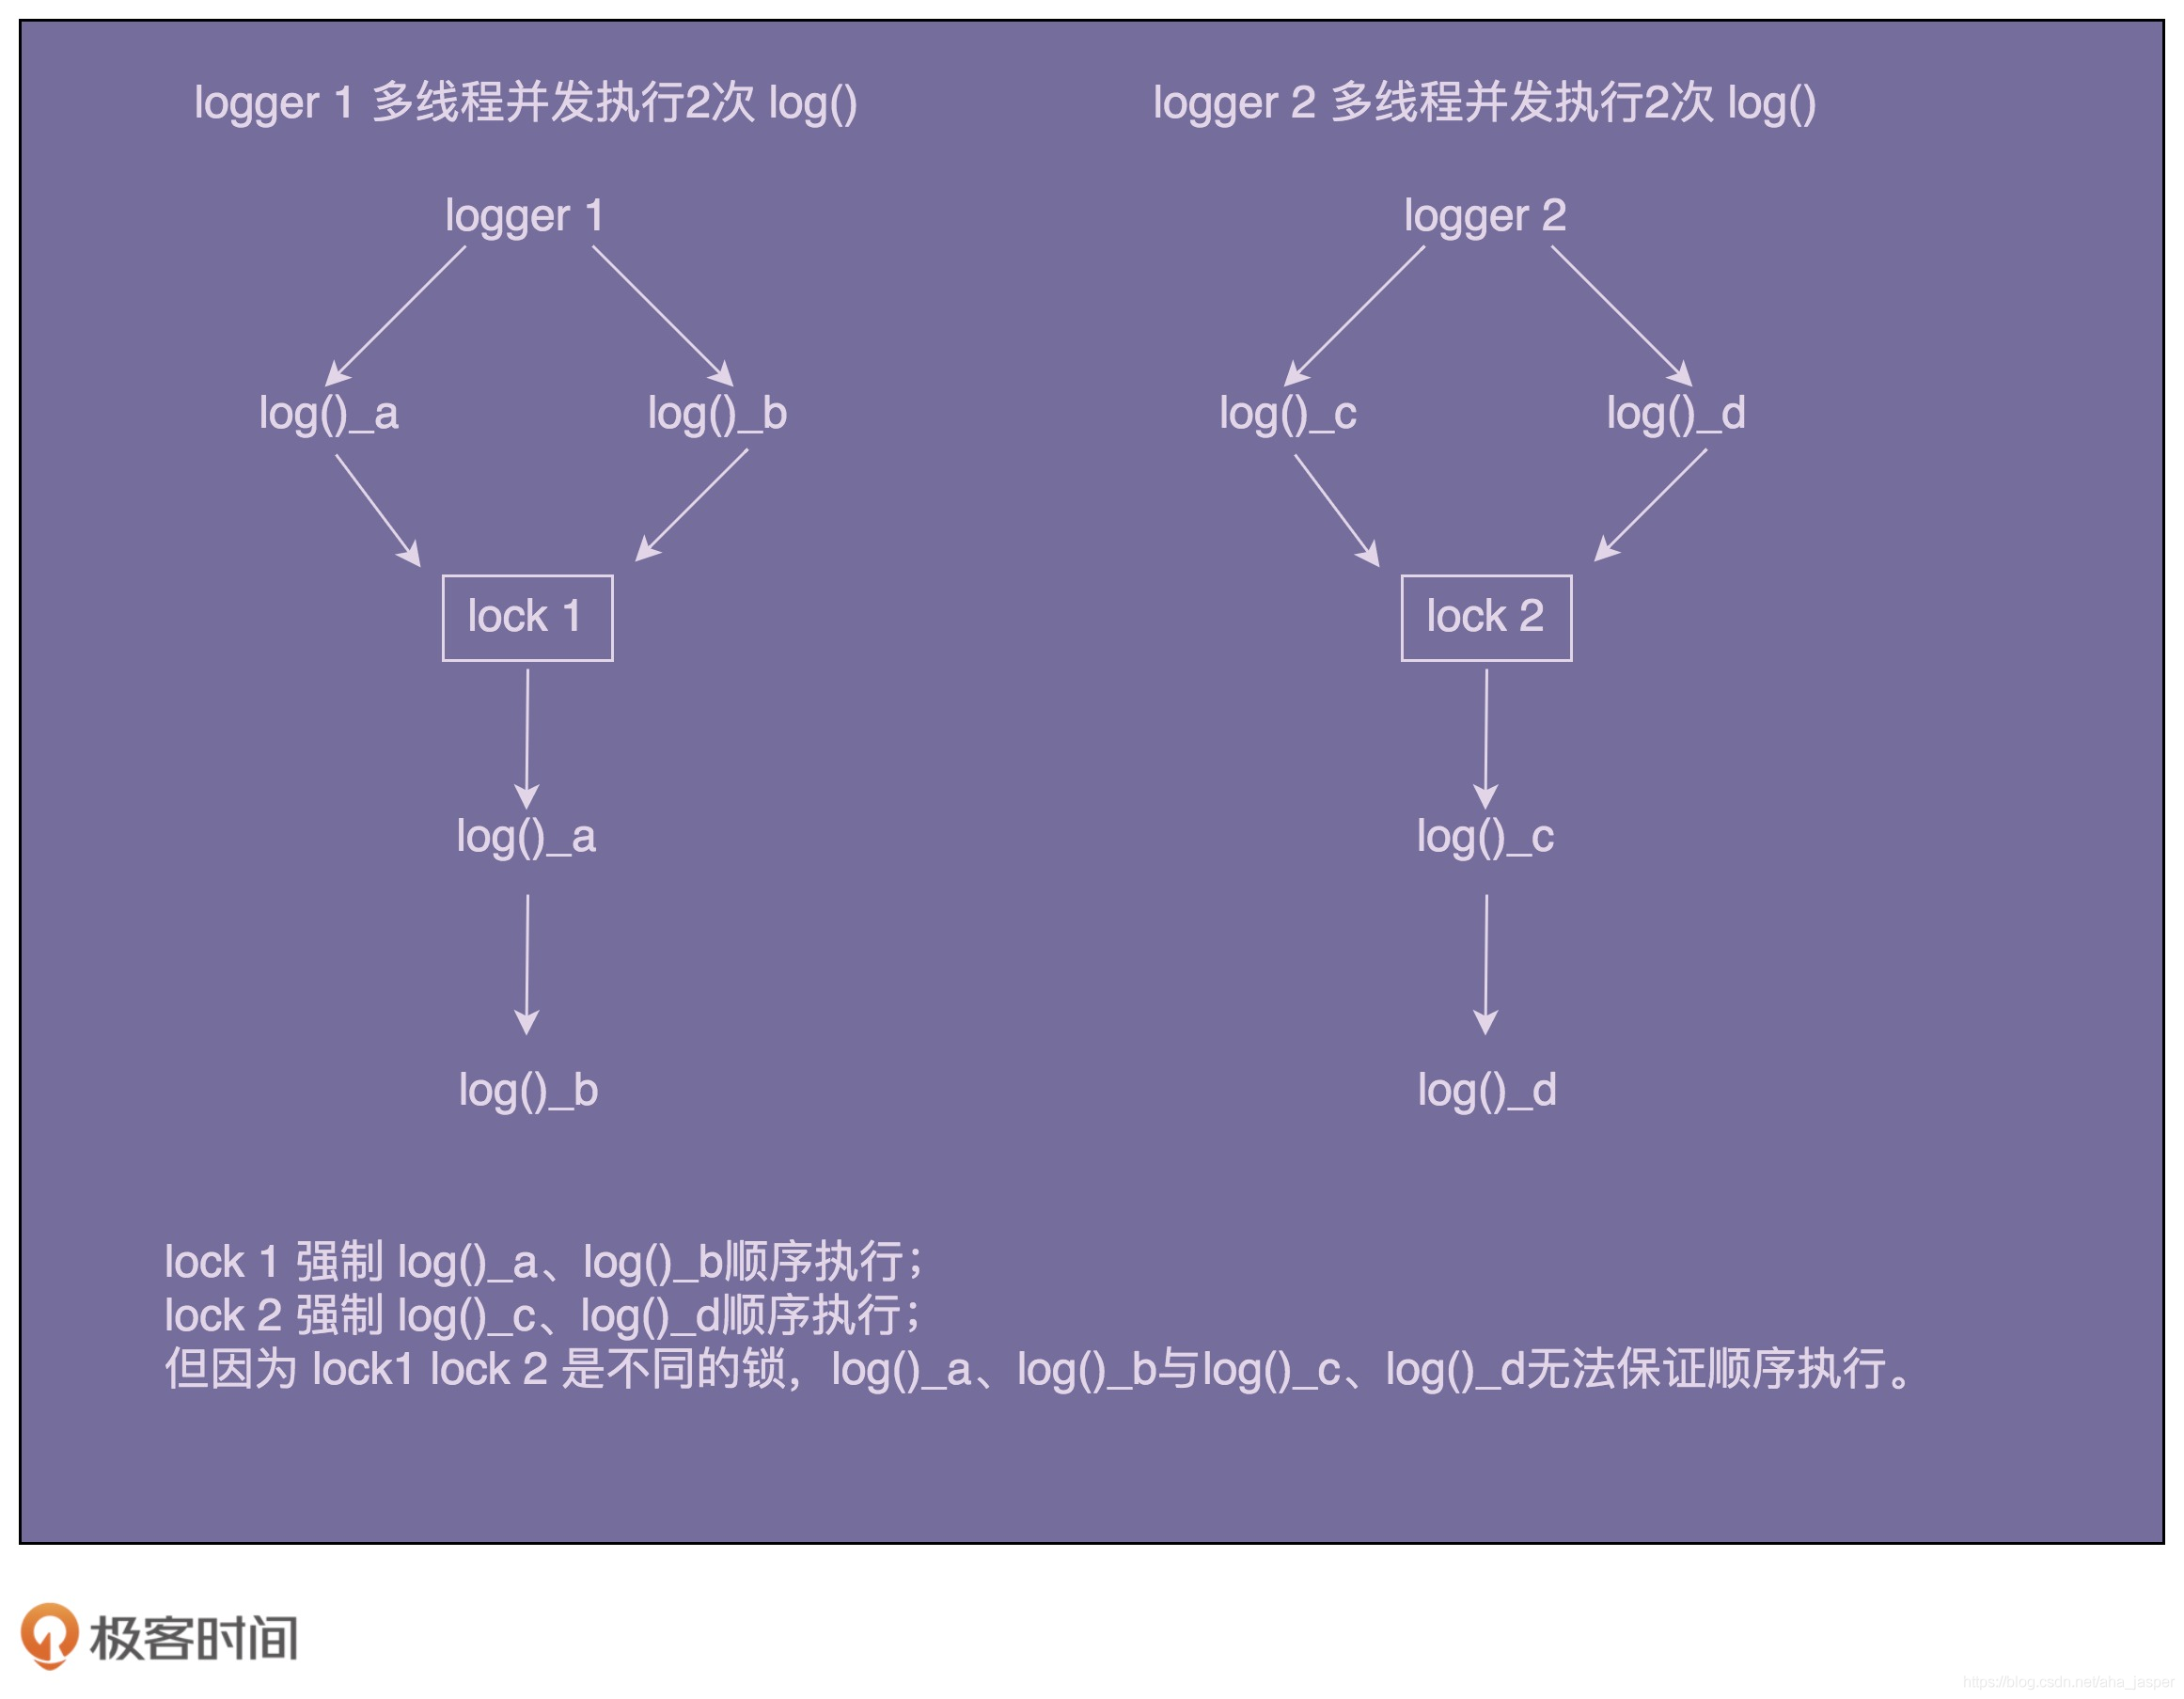 logger 1 多线程并发执行2次 log()
logger 2 多线程并发执行2次 log()
logger 1
logger 2
log()_a
log()_b
log()_c
log()_d
lock 1
lock 2
log()_a
log()_c
log()_b
log()_d
lock 1 强制 log()_a、log()_b顺序执行；
lock 2 强制 log()_c、log()_d顺序执行；
但因为 lock1 lock 2 是不同的锁，log()_a、 log()_b与log()_c、log()_d无法保证顺序执行。
极客时间
https://blog.csdn.net/aha_jasper